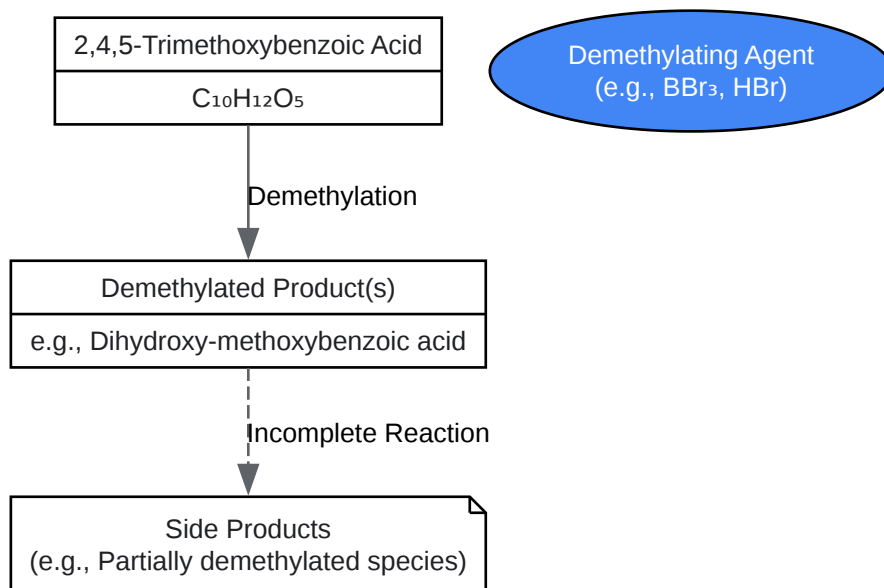 2,4,5-Trimethoxybenzoic Acid
C₁₀H₁₂O₅
Demethylating Agent
(e.g., BBr₃, HBr)
Demethylation
Demethylated Product(s)
e.g., Dihydroxy-methoxybenzoic acid
Incomplete Reaction
Side Products
(e.g., Partially demethylated species)